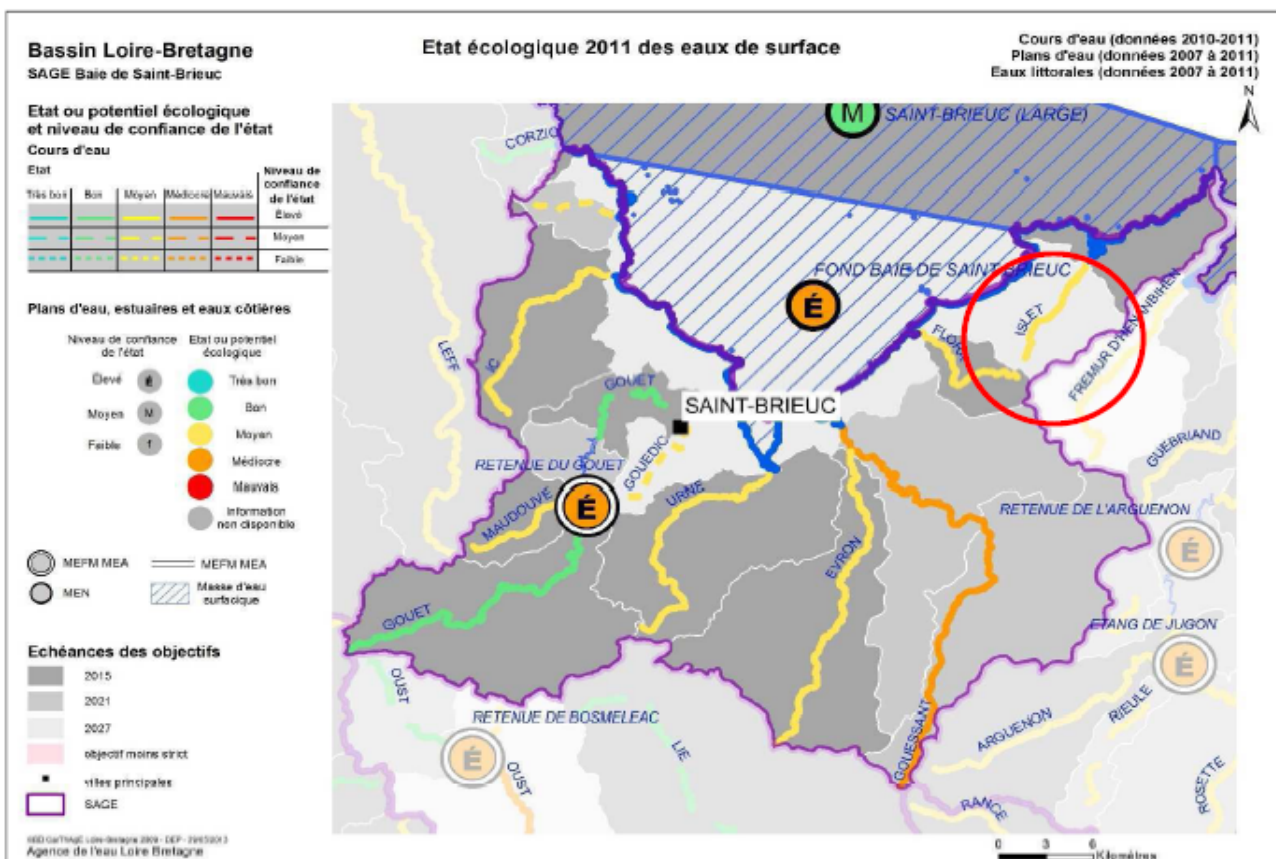 Bassin Loire-Bretagne
SAGE Baie de Saint-Brieuc
Etat écologique 2011 des eaux de surface
Cours d'eau (données 2010-2011)
Plans d'eau (données 2007 à 2011)
Eaux littorales (données 2007 à 2011)
N
Etat ou potentiel écologique
et niveau de confiance de l'état
Cours d'eau
Etat
Très bon Bon Moyen Médiocre Mauvais
Niveau de
confiance
de l'état
Élevé
Moyen
Faible
Plans d'eau, estuaires et eaux côtières
Niveau de confiance
de l'état
Etat ou potentiel
écologique
Élevé É
Moyen M
Faible f
Très bon
Bon
Moyen
Médiocre
Mauvais
Information
non disponible
MEFM MEA
MEFM MEA
MEN
Masse d'eau
surfacique
Echéances des objectifs
2015
2021
2027
objectif moins strict
villes principales
SAGE
Agence de l'eau Loire Bretagne
CORZIC
M
SAINT-BRIEUC (LARGE)
FOND BAIE DE SAINT-BRIEUC
É
ISLET
FREMUR D'HENANBIHEN
LEFF
IC
GOUET
SAINT-BRIEUC
GUEBRIAND
RETENUE DU GOUET
GOUEDIC
MAUDOUVE
É
URNE
EVRON
RETENUE DE L'ARGUENON
É
GOUET
ETANG DE JUGON
É
OUST
RETENUE DE BOSMELEAC
É
OUST
LIE
GOUESSANT
ARGUENON
RIEULE
ROSETTE
RANCE
0 3 6
Kilomètres